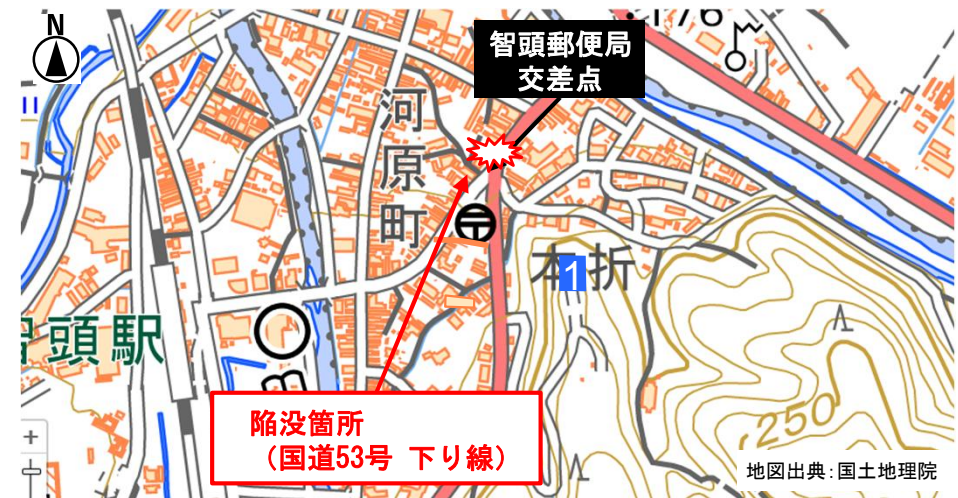 N
176
智頭郵便局
交差点
河原町
本折
1
智頭駅
陥没箇所
（国道53号 下り線）
250
+
地図出典:国土地理院